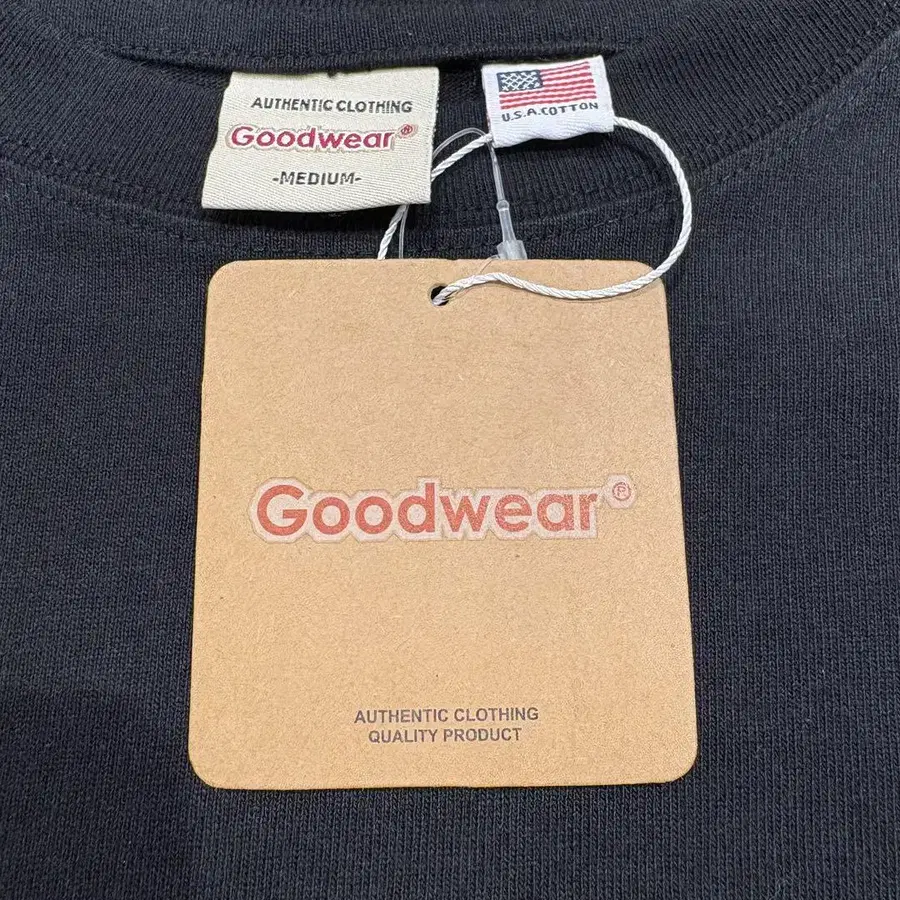 AUTHENTIC CLOTHING
Goodwear®
-MEDIUM-
U.S.A.COTTON
Goodwear®
AUTHENTIC CLOTHING
QUALITY PRODUCT